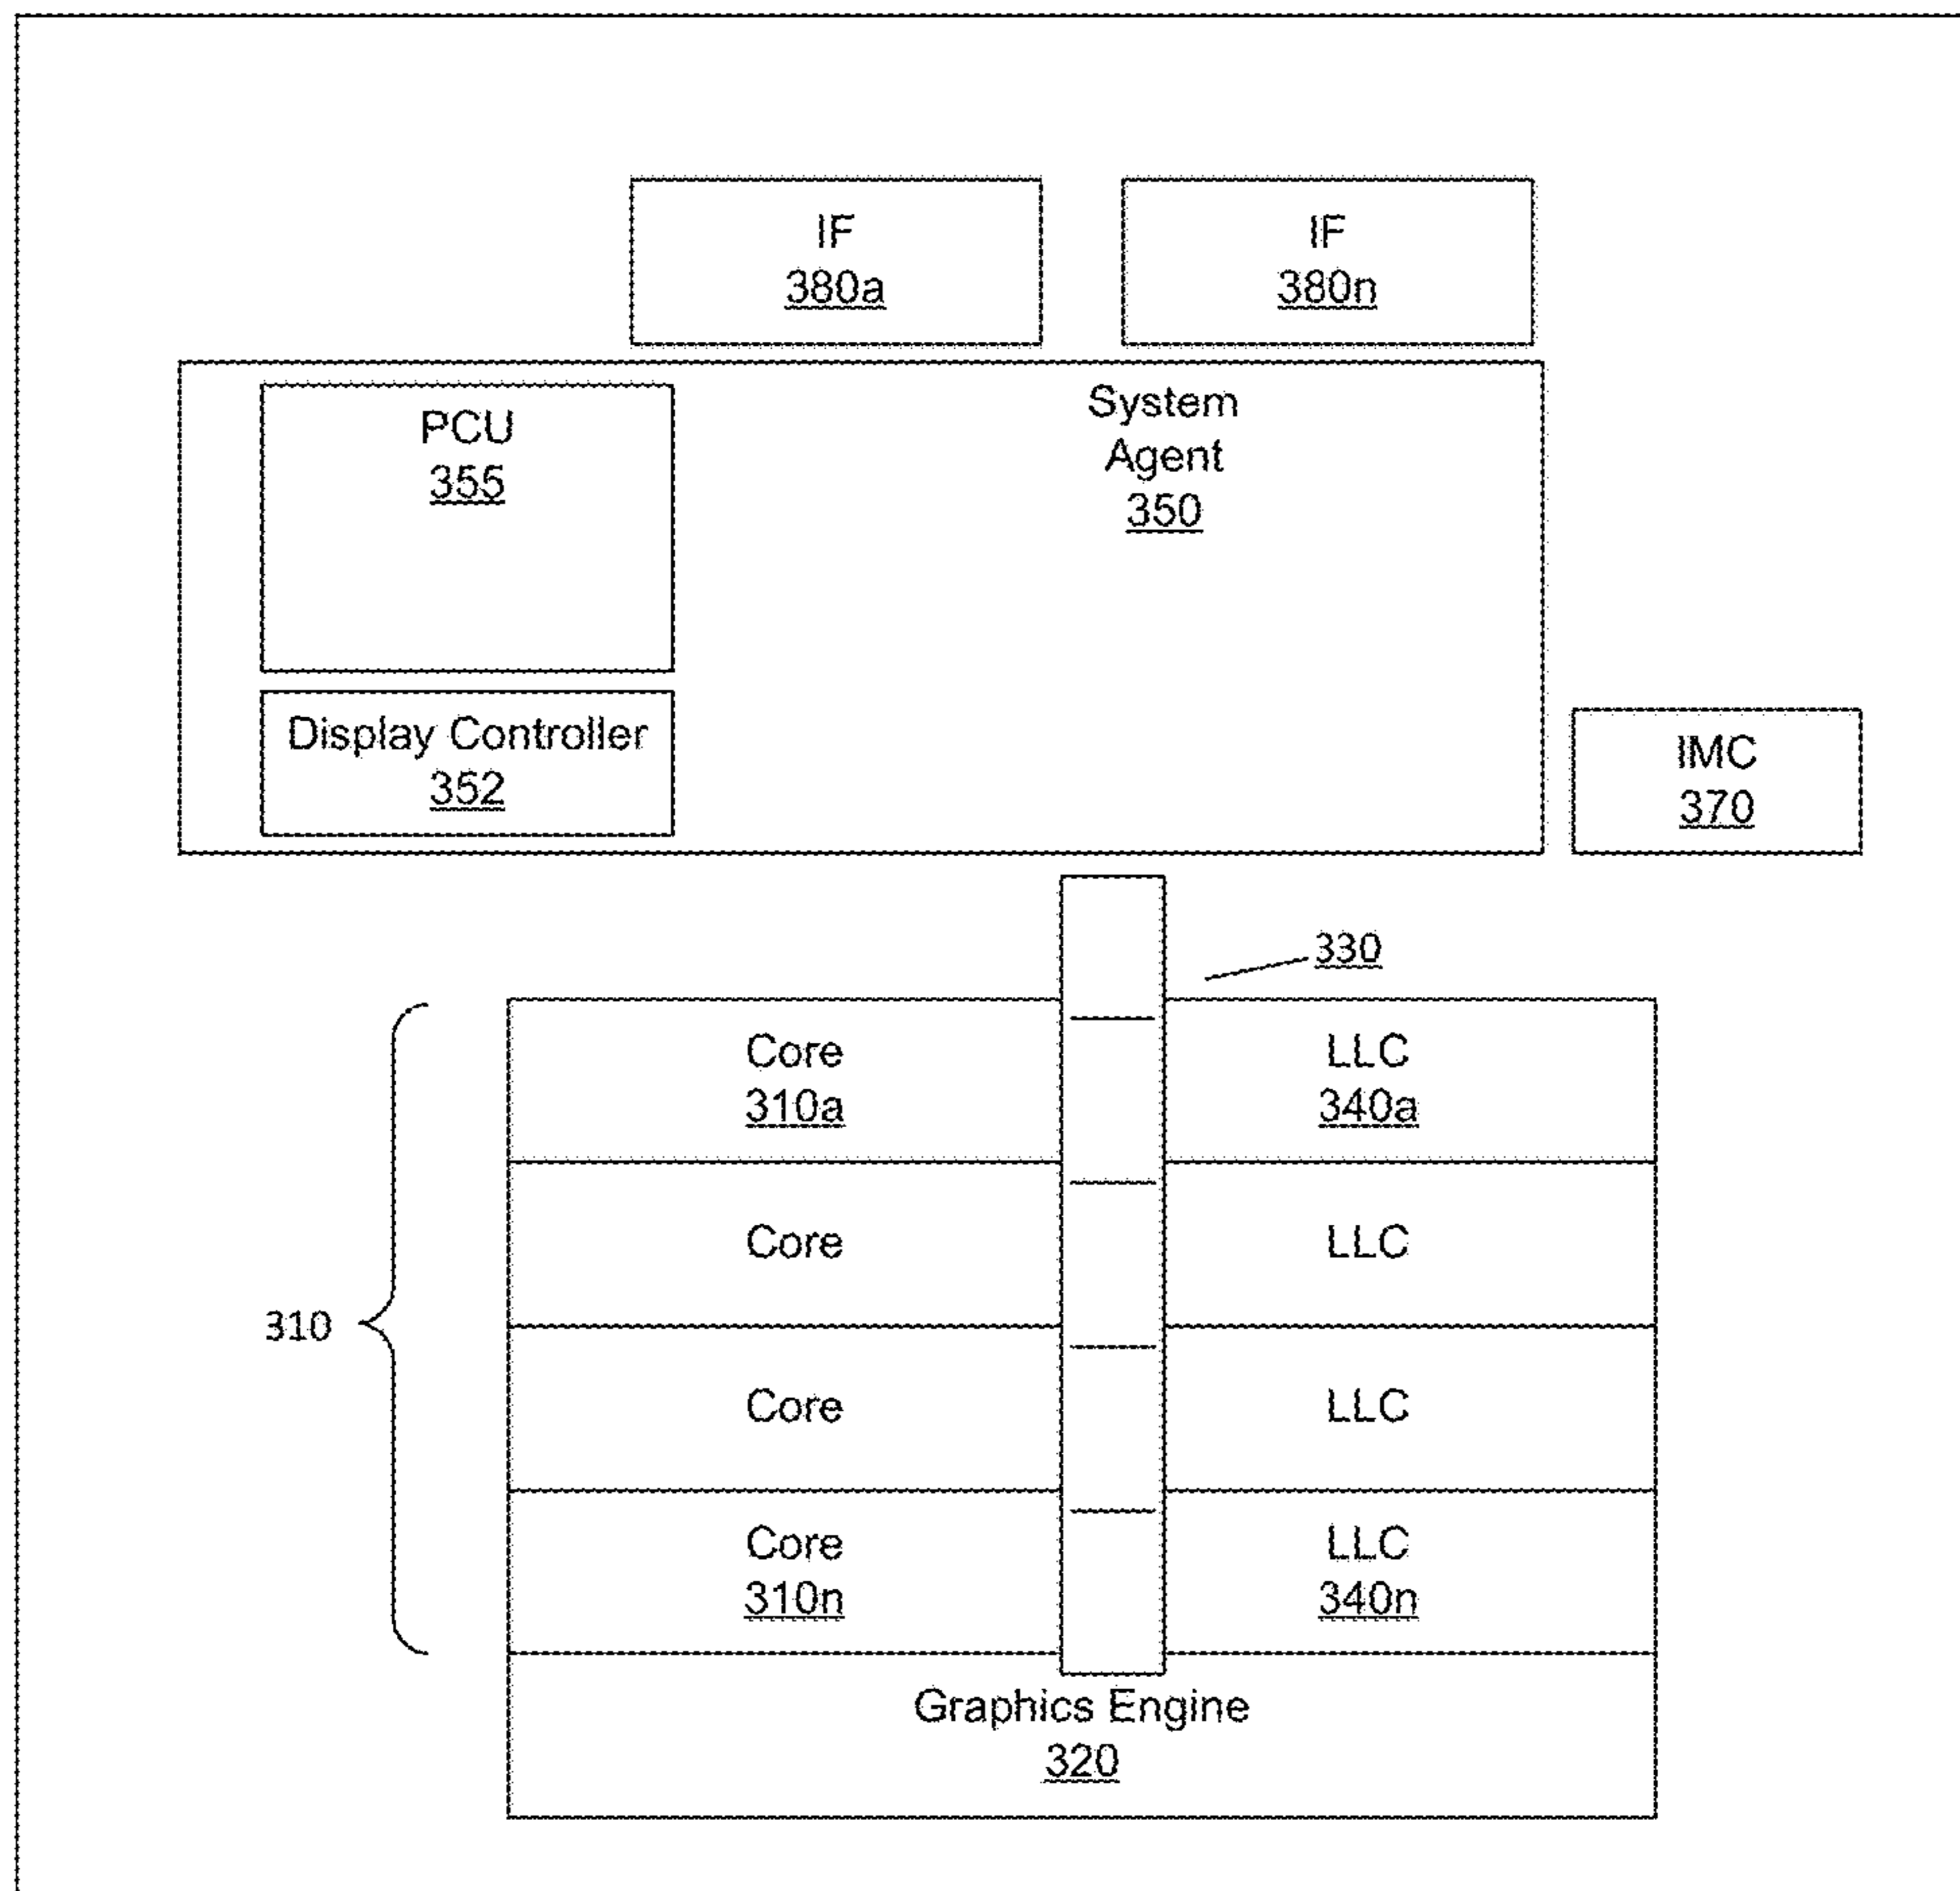 IF
380a
IF
380n
PCU
355
System
Agent
350
Display Controller
352
IMC
370
330
Core
310a
LLC
340a
Core
LLC
310
Core
LLC
Core
310n
LLC
340n
Graphics Engine
320